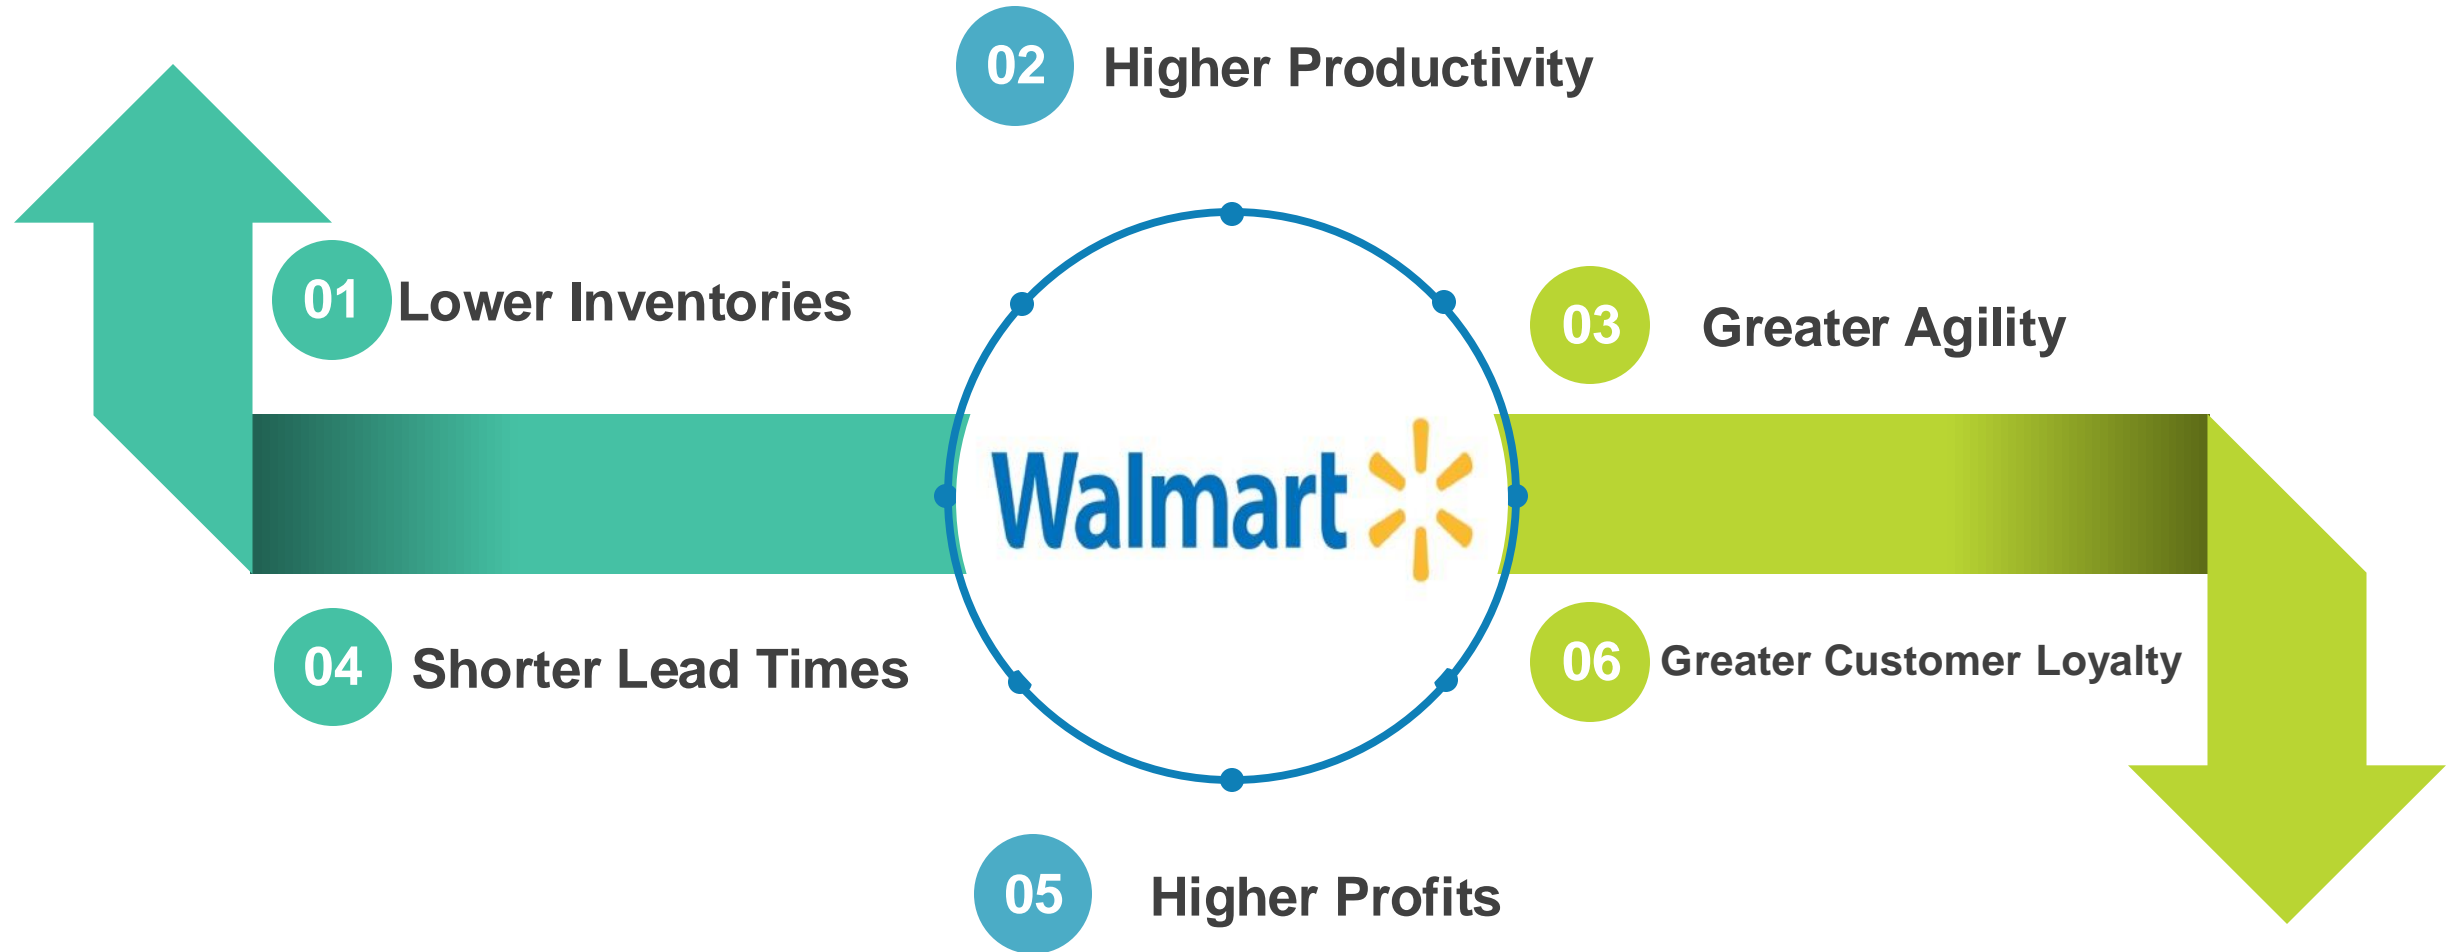 02 Higher Productivity
01 Lower Inventories
03 Greater Agility
Walmart
04 Shorter Lead Times
06 Greater Customer Loyalty
05 Higher Profits